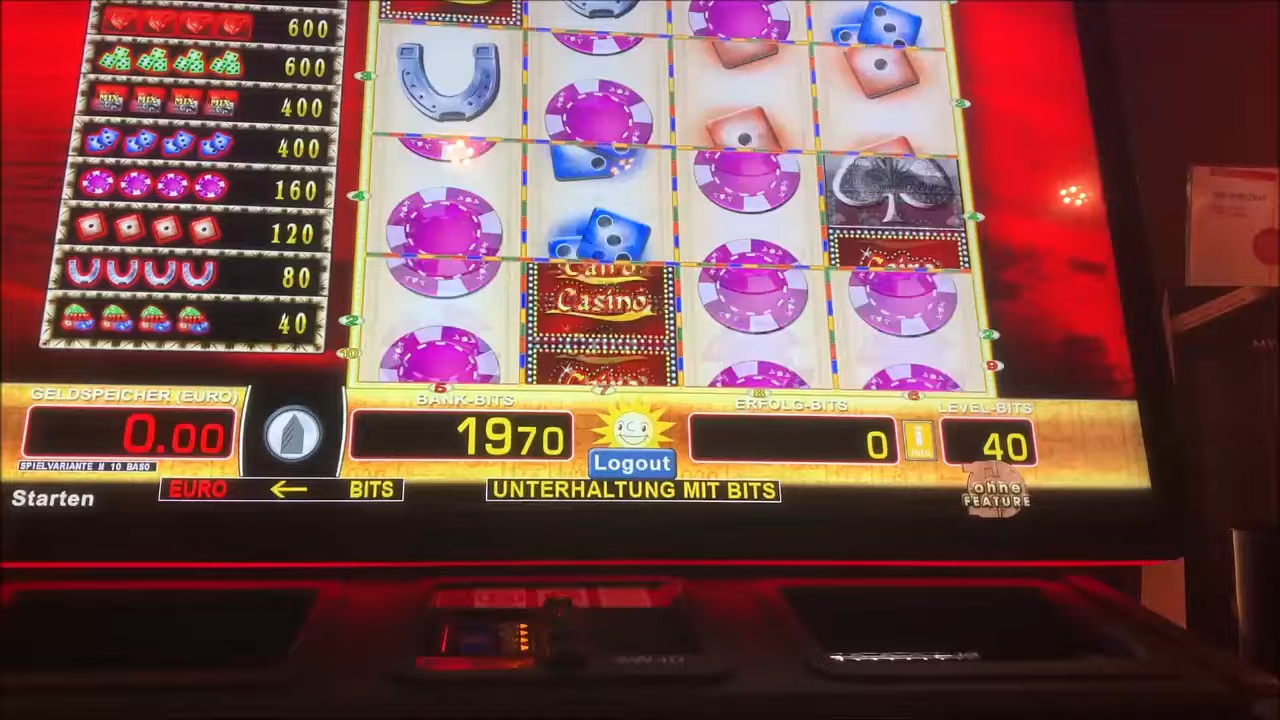 600
600
400
400
160
120
80
40
Cairo
Casino
GELDSPEICHER (EURO)
0.00
SPIELVARIANTE N 10 BASO
BANK-BITS
1970
Logout
ERFOLG-BITS
0
LEVEL-BITS
40
Starten
EURO ← BITS
UNTERHALTUNG MIT BITS
ohne
FEATURE